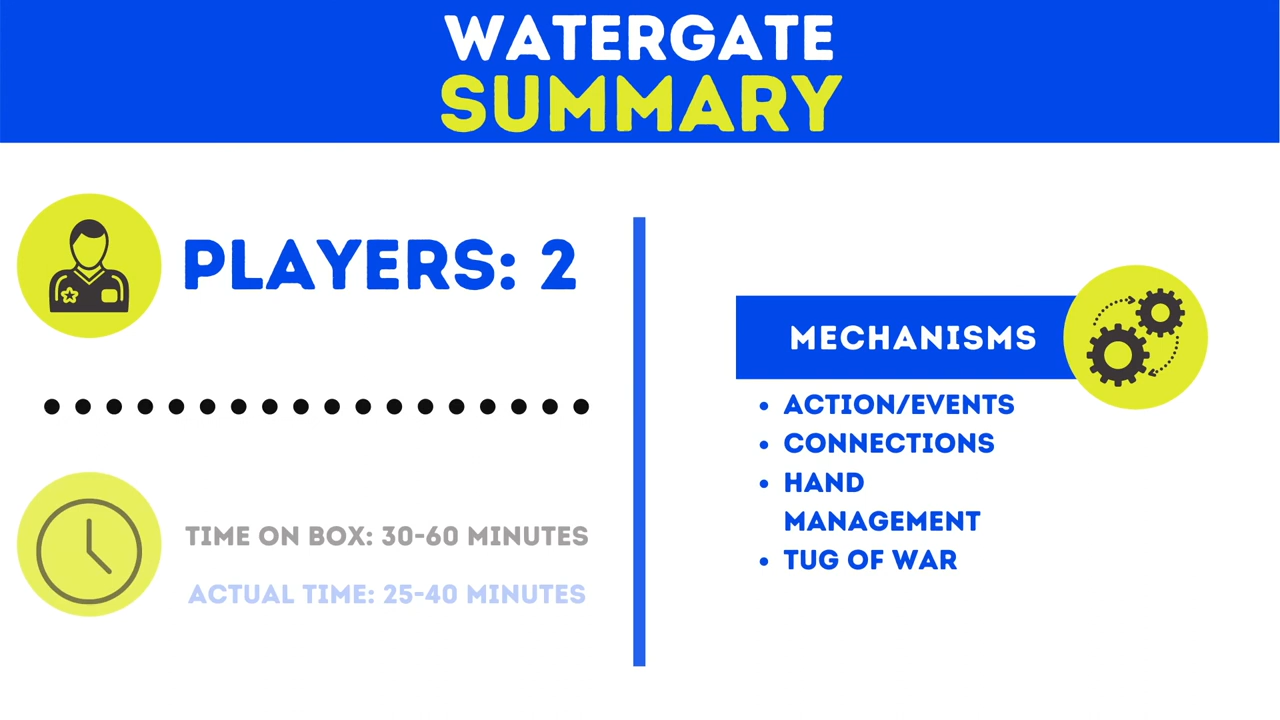 WATERGATE
SUMMARY
PLAYERS: 2
TIME ON BOX: 30-60 MINUTES
ACTUAL TIME: 25-40 MINUTES
MECHANISMS
• ACTION/EVENTS
• CONNECTIONS
• HAND
MANAGEMENT
• TUG OF WAR